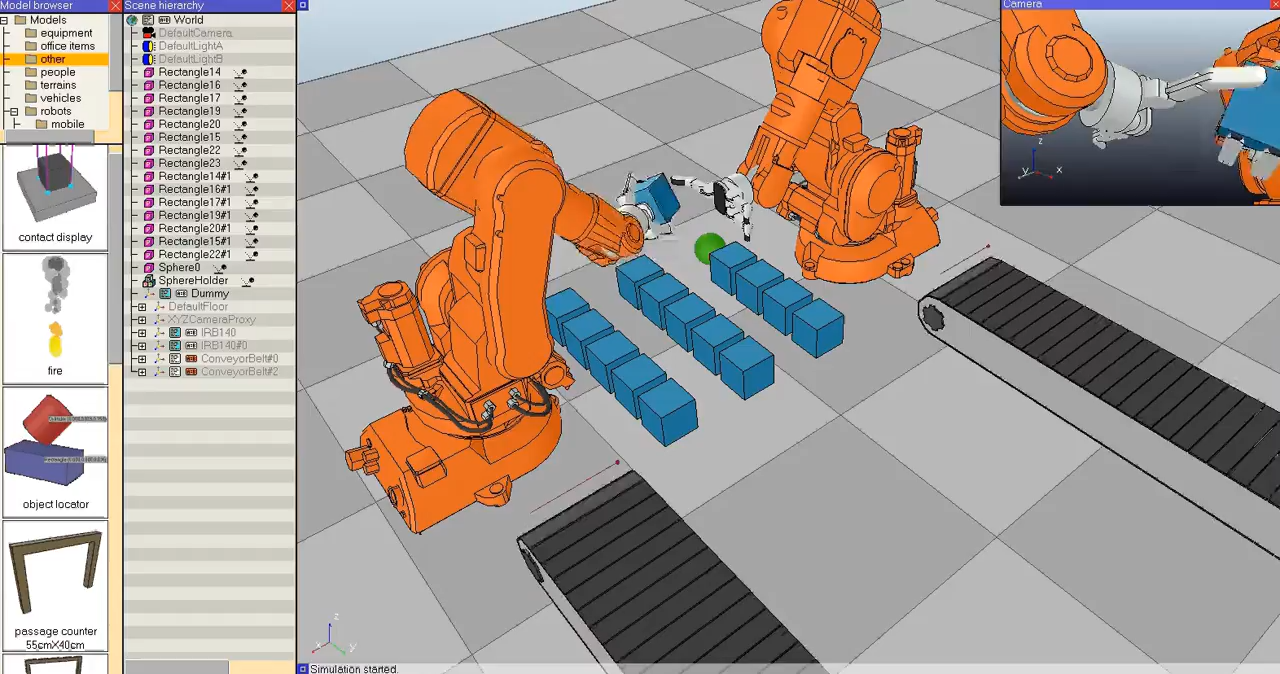 Model browser
Models
equipment
office items
other
people
terrains
vehicles
robots
mobile
contact display
fire
object locator
passage counter
55cmX40cm
Scene hierarchy
World
DefaultCamera
DefaultLightA
DefaultLightB
Rectangle14
Rectangle16
Rectangle17
Rectangle19
Rectangle20
Rectangle15
Rectangle22
Rectangle23
Rectangle14#1
Rectangle16#1
Rectangle17#1
Rectangle19#1
Rectangle20#1
Rectangle15#1
Rectangle22#1
Sphere0
SphereHolder
Dummy
DefaultFloor
XYZCameraProxy
IRB140
IRB140#0
ConveyorBelt#0
ConveyorBelt#2
Camera
z
y
x
z
x
y
Simulation started.